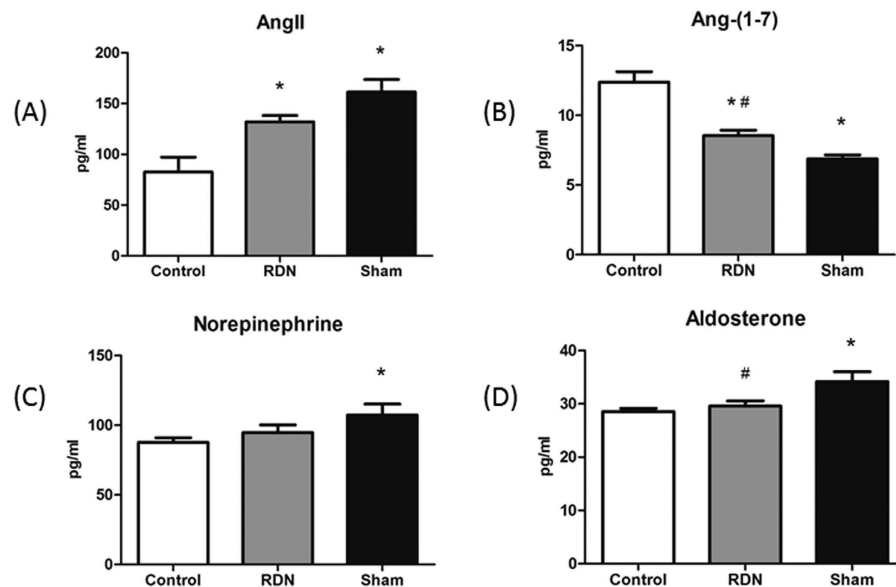 AngII
(A)
pg/ml
200
150
100
50
0
*
*
Control RDN Sham
Ang-(1-7)
(B)
pg/ml
15
10
5
0
* #
*
Control RDN Sham
Norepinephrine
(C)
pg/ml
150
100
50
0
*
Control RDN Sham
Aldosterone
(D)
pg/ml
40
30
20
10
0
#
*
Control RDN Sham